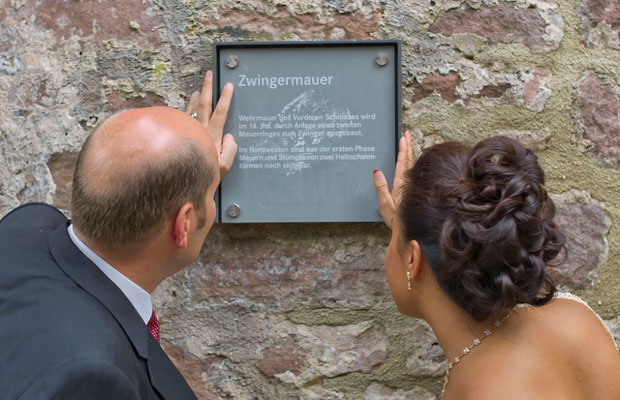 Zwingermauer
Wehrmauer des Vorderen Schlosses wird
im 14. Jhd. durch Anlage eines zweiten
Mauerringes zum Zwinger ausgebaut.
Im Nordwesten sind aus der ersten Phase
Mauern und Stümpfe von zwei Halbschalen-
türmen noch sichtbar.